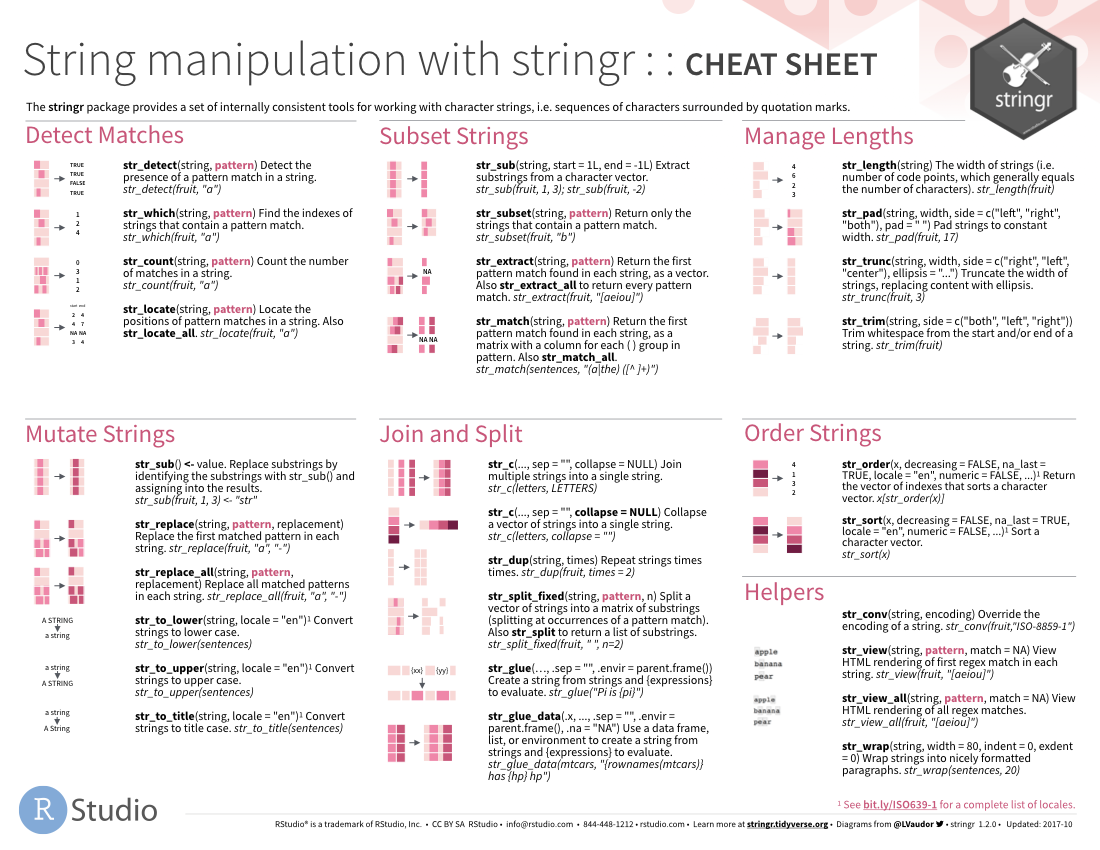 String manipulation with stringr : : CHEAT SHEET
stringr
The stringr package provides a set of internally consistent tools for working with character strings, i.e. sequences of characters surrounded by quotation marks.
Detect Matches
TRUE
TRUE
FALSE
TRUE
str_detect(string, pattern) Detect the
presence of a pattern match in a string.
str_detect(fruit, "a")
1
2
4
str_which(string, pattern) Find the indexes of
strings that contain a pattern match.
str_which(fruit, "a")
0
3
1
2
str_count(string, pattern) Count the number
of matches in a string.
str_count(fruit, "a")
start end
2 4
4 7
NA NA
3 4
str_locate(string, pattern) Locate the
positions of pattern matches in a string. Also
str_locate_all. str_locate(fruit, "a")
Subset Strings
str_sub(string, start = 1L, end = -1L) Extract
substrings from a character vector.
str_sub(fruit, 1, 3); str_sub(fruit, -2)
str_subset(string, pattern) Return only the
strings that contain a pattern match.
str_subset(fruit, "b")
NA
str_extract(string, pattern) Return the first
pattern match found in each string, as a vector.
Also str_extract_all to return every pattern
match. str_extract(fruit, "[aeiou]")
NA NA
str_match(string, pattern) Return the first
pattern match found in each string, as a
matrix with a column for each ( ) group in
pattern. Also str_match_all.
str_match(sentences, "(a|the) ([^ ]+)")
Manage Lengths
4
6
2
3
str_length(string) The width of strings (i.e.
number of code points, which generally equals
the number of characters). str_length(fruit)
str_pad(string, width, side = c("left", "right",
"both"), pad = " ") Pad strings to constant
width. str_pad(fruit, 17)
str_trunc(string, width, side = c("right", "left",
"center"), ellipsis = "...") Truncate the width of
strings, replacing content with ellipsis.
str_trunc(fruit, 3)
str_trim(string, side = c("both", "left", "right"))
Trim whitespace from the start and/or end of a
string. str_trim(fruit)
Mutate Strings
str_sub() <- value. Replace substrings by
identifying the substrings with str_sub() and
assigning into the results.
str_sub(fruit, 1, 3) <- "str"
str_replace(string, pattern, replacement)
Replace the first matched pattern in each
string. str_replace(fruit, "a", "-")
str_replace_all(string, pattern,
replacement) Replace all matched patterns
in each string. str_replace_all(fruit, "a", "-")
A STRING
a string
str_to_lower(string, locale = "en")¹ Convert
strings to lower case.
str_to_lower(sentences)
a string
A STRING
str_to_upper(string, locale = "en")¹ Convert
strings to upper case.
str_to_upper(sentences)
a string
A String
str_to_title(string, locale = "en")¹ Convert
strings to title case. str_to_title(sentences)
Join and Split
str_c(..., sep = "", collapse = NULL) Join
multiple strings into a single string.
str_c(letters, LETTERS)
str_c(..., sep = "", collapse = NULL) Collapse
a vector of strings into a single string.
str_c(letters, collapse = "")
str_dup(string, times) Repeat strings times
times. str_dup(fruit, times = 2)
str_split_fixed(string, pattern, n) Split a
vector of strings into a matrix of substrings
(splitting at occurrences of a pattern match).
Also str_split to return a list of substrings.
str_split_fixed(fruit, " ", n=2)
{xx} {yy}
str_glue(…, .sep = "", .envir = parent.frame())
Create a string from strings and {expressions}
to evaluate. str_glue("Pi is {pi}")
str_glue_data(.x, ..., .sep = "", .envir =
parent.frame(), .na = "NA") Use a data frame,
list, or environment to create a string from
strings and {expressions} to evaluate.
str_glue_data(mtcars, "{rownames(mtcars)}
has {hp} hp")
Order Strings
4
1
3
2
str_order(x, decreasing = FALSE, na_last =
TRUE, locale = "en", numeric = FALSE, ...)¹ Return
the vector of indexes that sorts a character
vector. x[str_order(x)]
str_sort(x, decreasing = FALSE, na_last = TRUE,
locale = "en", numeric = FALSE, ...)¹ Sort a
character vector.
str_sort(x)
Helpers
str_conv(string, encoding) Override the
encoding of a string. str_conv(fruit,"ISO-8859-1")
apple
banana
pear
str_view(string, pattern, match = NA) View
HTML rendering of first regex match in each
string. str_view(fruit, "[aeiou]")
apple
banana
pear
str_view_all(string, pattern, match = NA) View
HTML rendering of all regex matches.
str_view_all(fruit, "[aeiou]")
str_wrap(string, width = 80, indent = 0, exdent
= 0) Wrap strings into nicely formatted
paragraphs. str_wrap(sentences, 20)
¹ See bit.ly/ISO639-1 for a complete list of locales.
R Studio
RStudio® is a trademark of RStudio, Inc. • CC BY SA RStudio • info@rstudio.com • 844-448-1212 • rstudio.com • Learn more at stringr.tidyverse.org • Diagrams from @LVaudor • stringr 1.2.0 • Updated: 2017-10